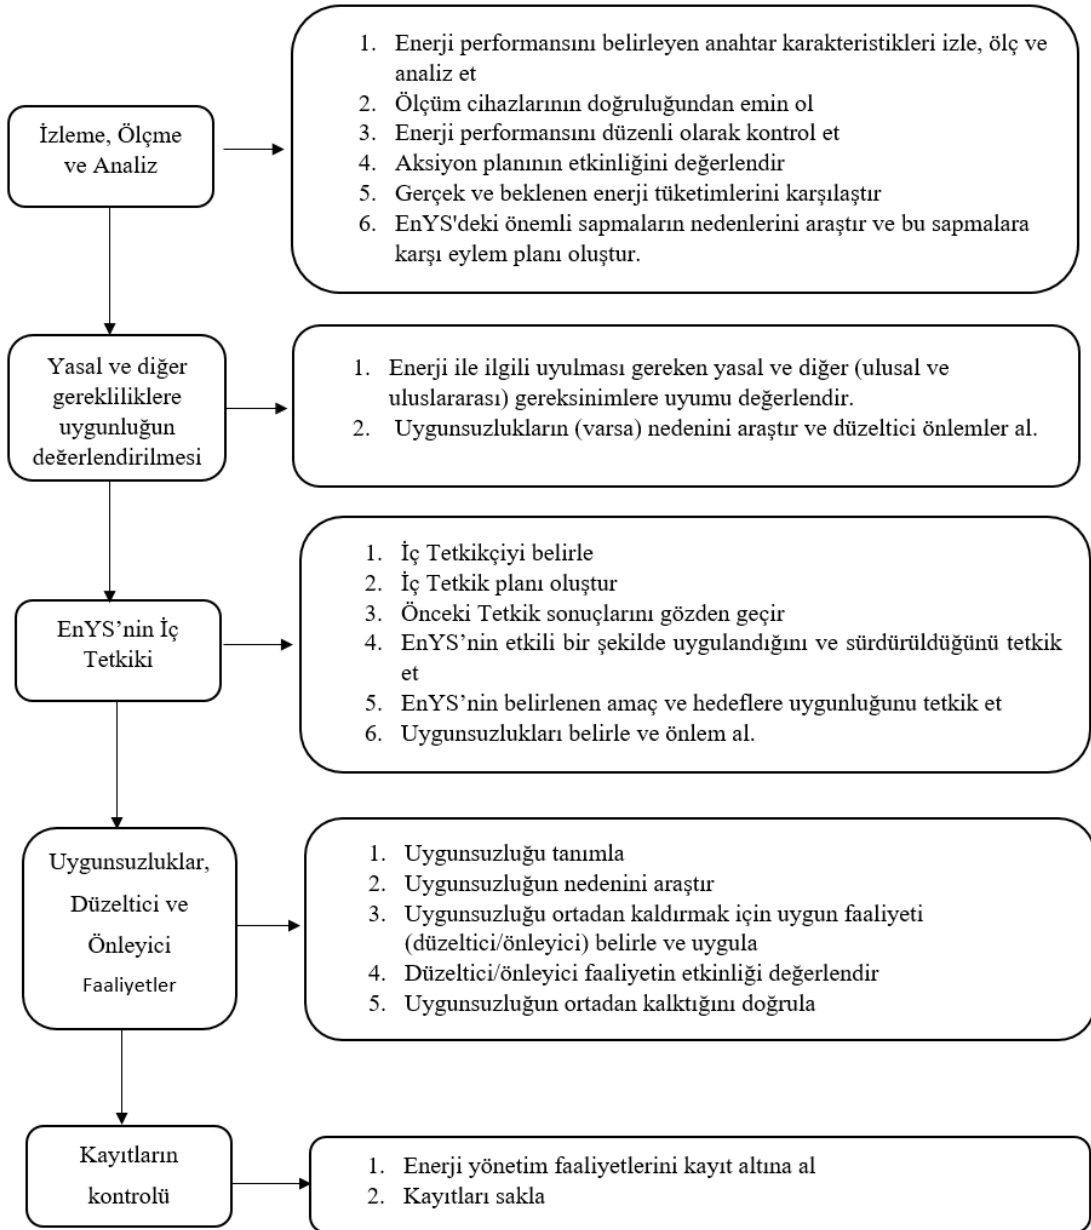 İzleme, Ölçme
ve Analiz
1. Enerji performansını belirleyen anahtar karakteristikleri izle, ölç ve
analiz et
2. Ölçüm cihazlarının doğruluğundan emin ol
3. Enerji performansını düzenli olarak kontrol et
4. Aksiyon planının etkinliğini değerlendir
5. Gerçek ve beklenen enerji tüketimlerini karşılaştır
6. EnYS'deki önemli sapmaların nedenlerini araştır ve bu sapmalara
karşı eylem planı oluştur.
Yasal ve diğer
gerekliliklere
uygunluğun
değerlendirilmesi
1. Enerji ile ilgili uyulması gereken yasal ve diğer (ulusal ve
uluslararası) gereksinimlere uyumu değerlendir.
2. Uygunsuzlukların (varsa) nedenini araştır ve düzeltici önlemler al.
EnYS’nin İç
Tetkiki
1. İç Tetkikçiyi belirle
2. İç Tetkik planı oluştur
3. Önceki Tetkik sonuçlarını gözden geçir
4. EnYS’nin etkili bir şekilde uygulandığını ve sürdürüldüğünü tetkik
et
5. EnYS’nin belirlenen amaç ve hedeflere uygunluğunu tetkik et
6. Uygunsuzlukları belirle ve önlem al.
Uygunsuzluklar,
Düzeltici ve
Önleyici
Faaliyetler
1. Uygunsuzluğu tanımla
2. Uygunsuzluğun nedenini araştır
3. Uygunsuzluğu ortadan kaldırmak için uygun faaliyeti
(düzeltici/önleyici) belirle ve uygula
4. Düzeltici/önleyici faaliyetin etkinliği değerlendir
5. Uygunsuzluğun ortadan kalktığını doğrula
Kayıtların
kontrolü
1. Enerji yönetim faaliyetlerini kayıt altına al
2. Kayıtları sakla